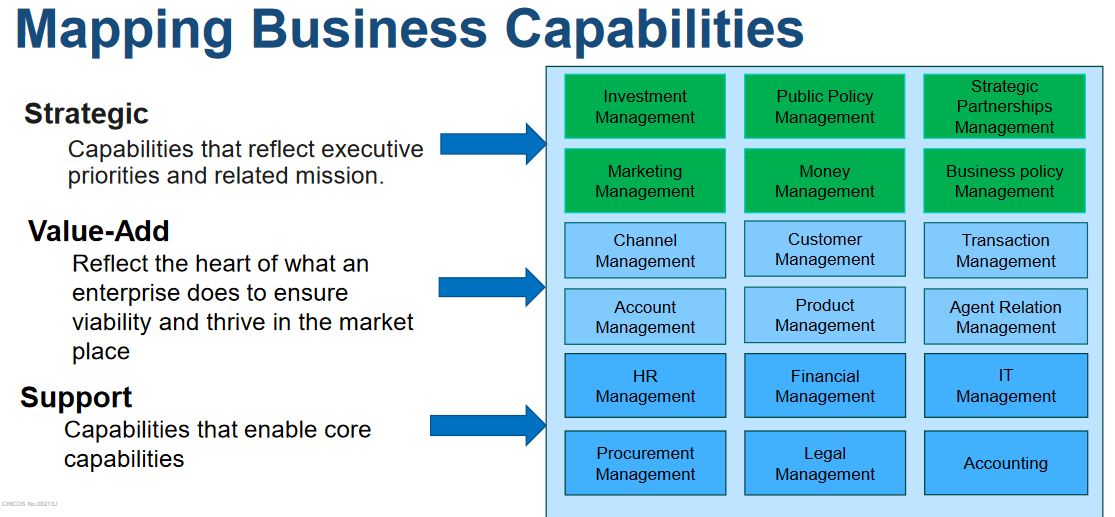 Mapping Business Capabilities
Strategic
Capabilities that reflect executive
priorities and related mission.
Value-Add
Reflect the heart of what an
enterprise does to ensure
viability and thrive in the market
place
Support
Capabilities that enable core
capabilities
Investment
Management
Public Policy
Management
Strategic
Partnerships
Management
Marketing
Management
Money
Management
Business policy
Management
Channel
Management
Customer
Management
Transaction
Management
Account
Management
Product
Management
Agent Relation
Management
HR
Management
Financial
Management
IT
Management
Procurement
Management
Legal
Management
Accounting
CRICOS No.00213J